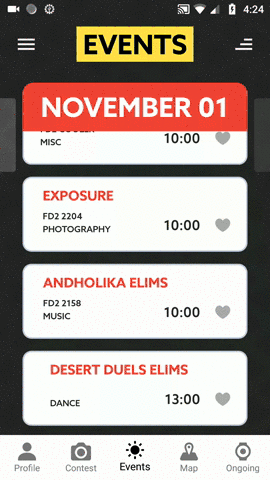 4:24
EVENTS
NOVEMBER 01
MISC
10:00
EXPOSURE
FD2 2204
PHOTOGRAPHY
10:00
ANDHOLIKA ELIMS
FD2 2158
MUSIC
10:00
DESERT DUELS ELIMS
DANCE
13:00
Profile
Contest
Events
Map
Ongoing